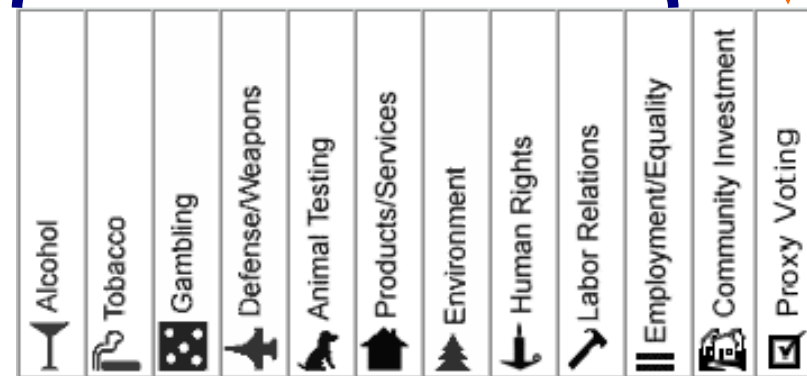 Alcohol
Tobacco
Gambling
Defense/Weapons
Animal Testing
Products/Services
Environment
Human Rights
Labor Relations
Employment/Equality
Community Investment
Proxy Voting